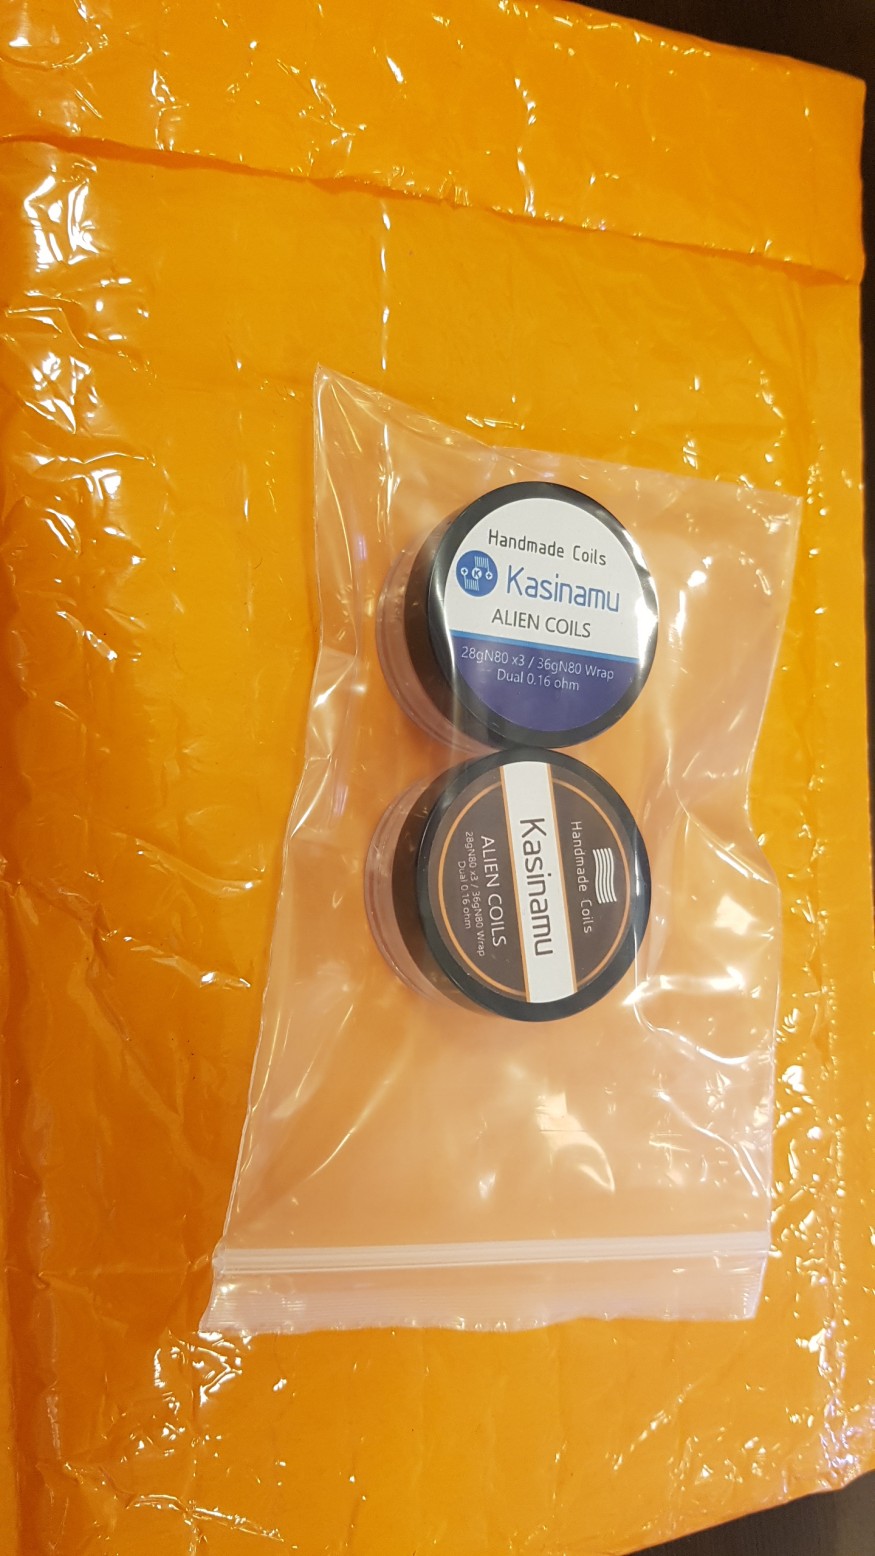 Handmade Coils
K
Kasinamu
ALIEN COILS
28gN80 x3 / 36gN80 Wrap
Dual 0.16 ohm
Handmade Coils
Kasinamu
ALIEN COILS
28gN80 x3 / 36gN80 Wrap
Dual 0.16 ohm